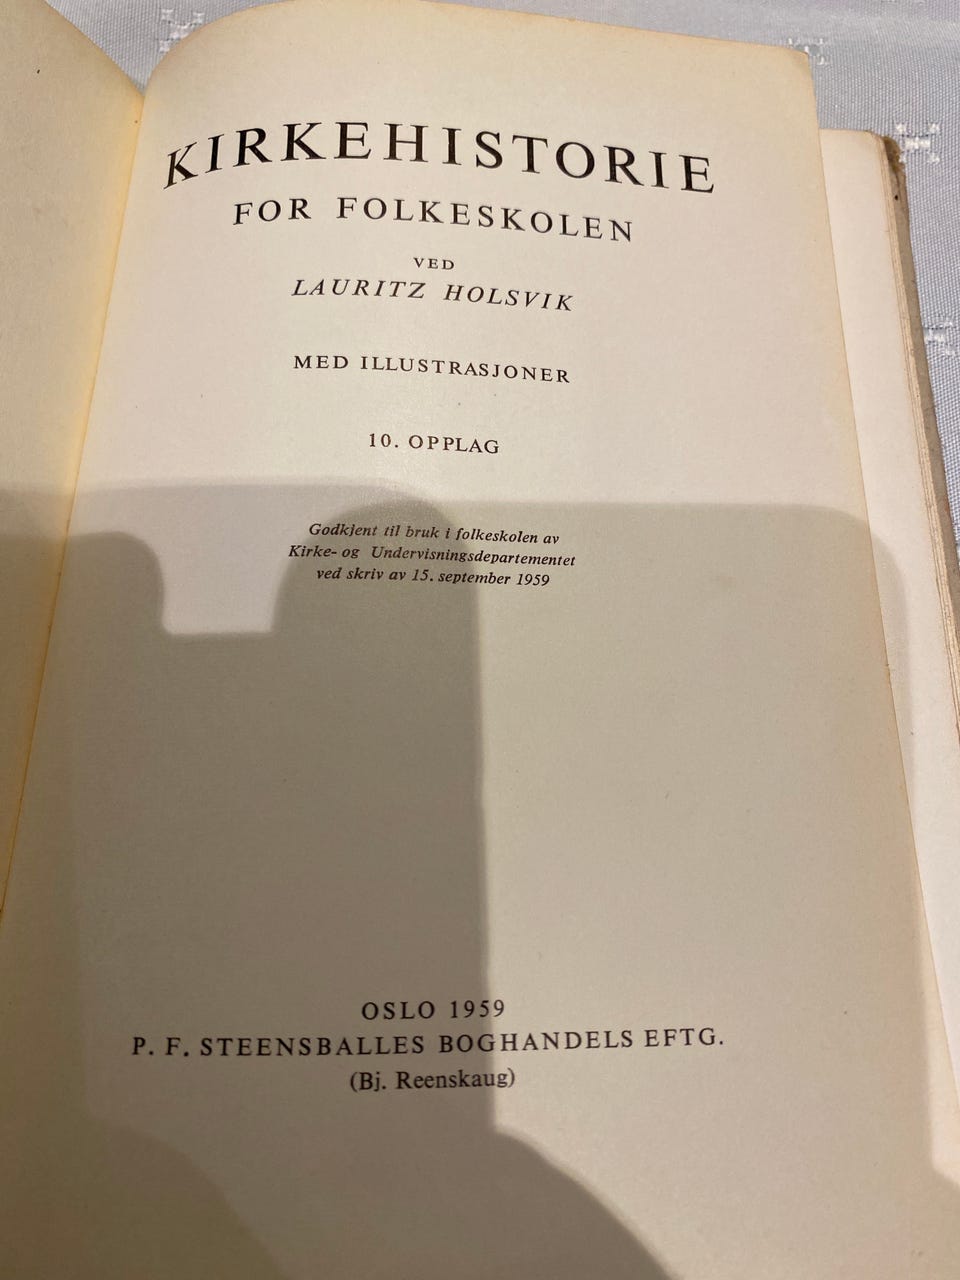 KIRKEHISTORIE
FOR FOLKESKOLEN
VED
LAURITZ HOLSVIK
MED ILLUSTRASJONER
10. OPPLAG
Godkjent til bruk i folkeskolen av
Kirke- og Undervisningsdepartementet
ved skriv av 15. september 1959
OSLO 1959
P. F. STEENSBALLES BOGHANDELS EFTG.
(Bj. Reenskaug)